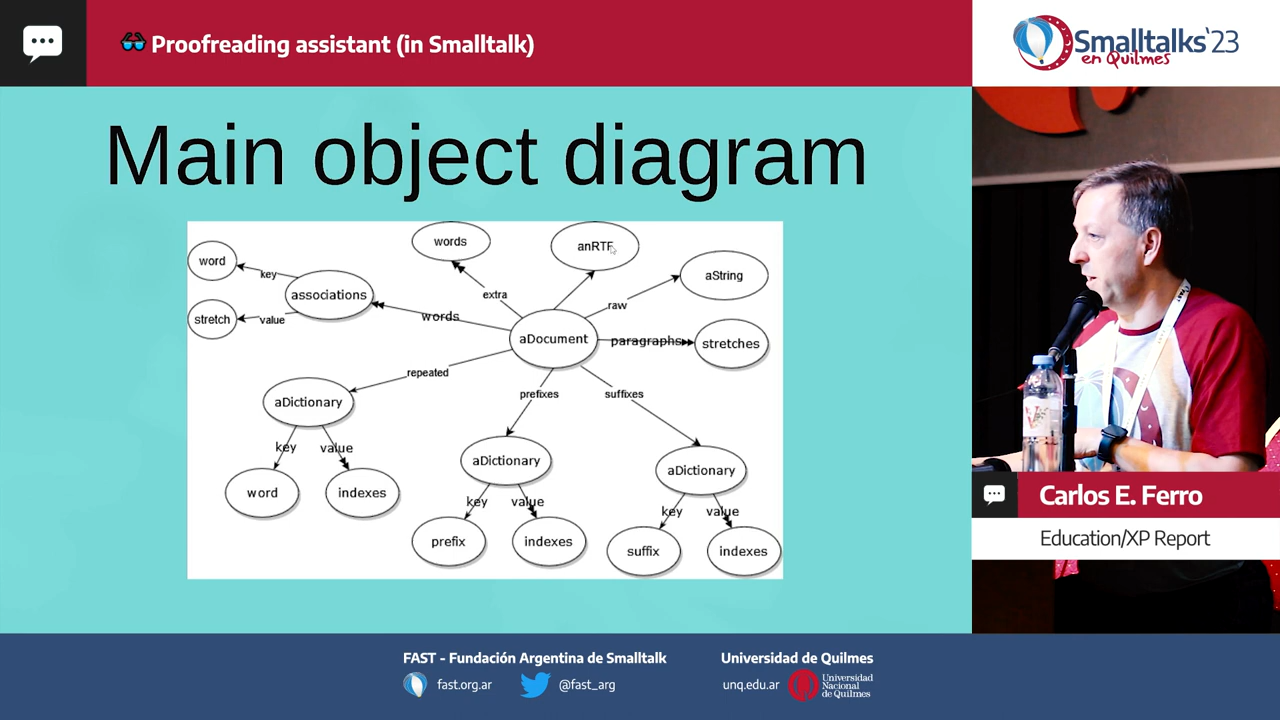 Proofreading assistant (in Smalltalk)
Smalltalks'23
en Quilmes
Main object diagram
words
anRTF
word
key
associations
extra
raw
aString
stretch
value
words
aDocument
paragraphs
stretches
repeated
prefixes
suffixes
aDictionary
key
value
word
indexes
aDictionary
key
value
prefix
indexes
aDictionary
key
value
suffix
indexes
Carlos E. Ferro
Education/XP Report
FAST - Fundación Argentina de Smalltalk
fast.org.ar
@fast_arg
Universidad de Quilmes
unq.edu.ar
Universidad
Nacional
de Quilmes